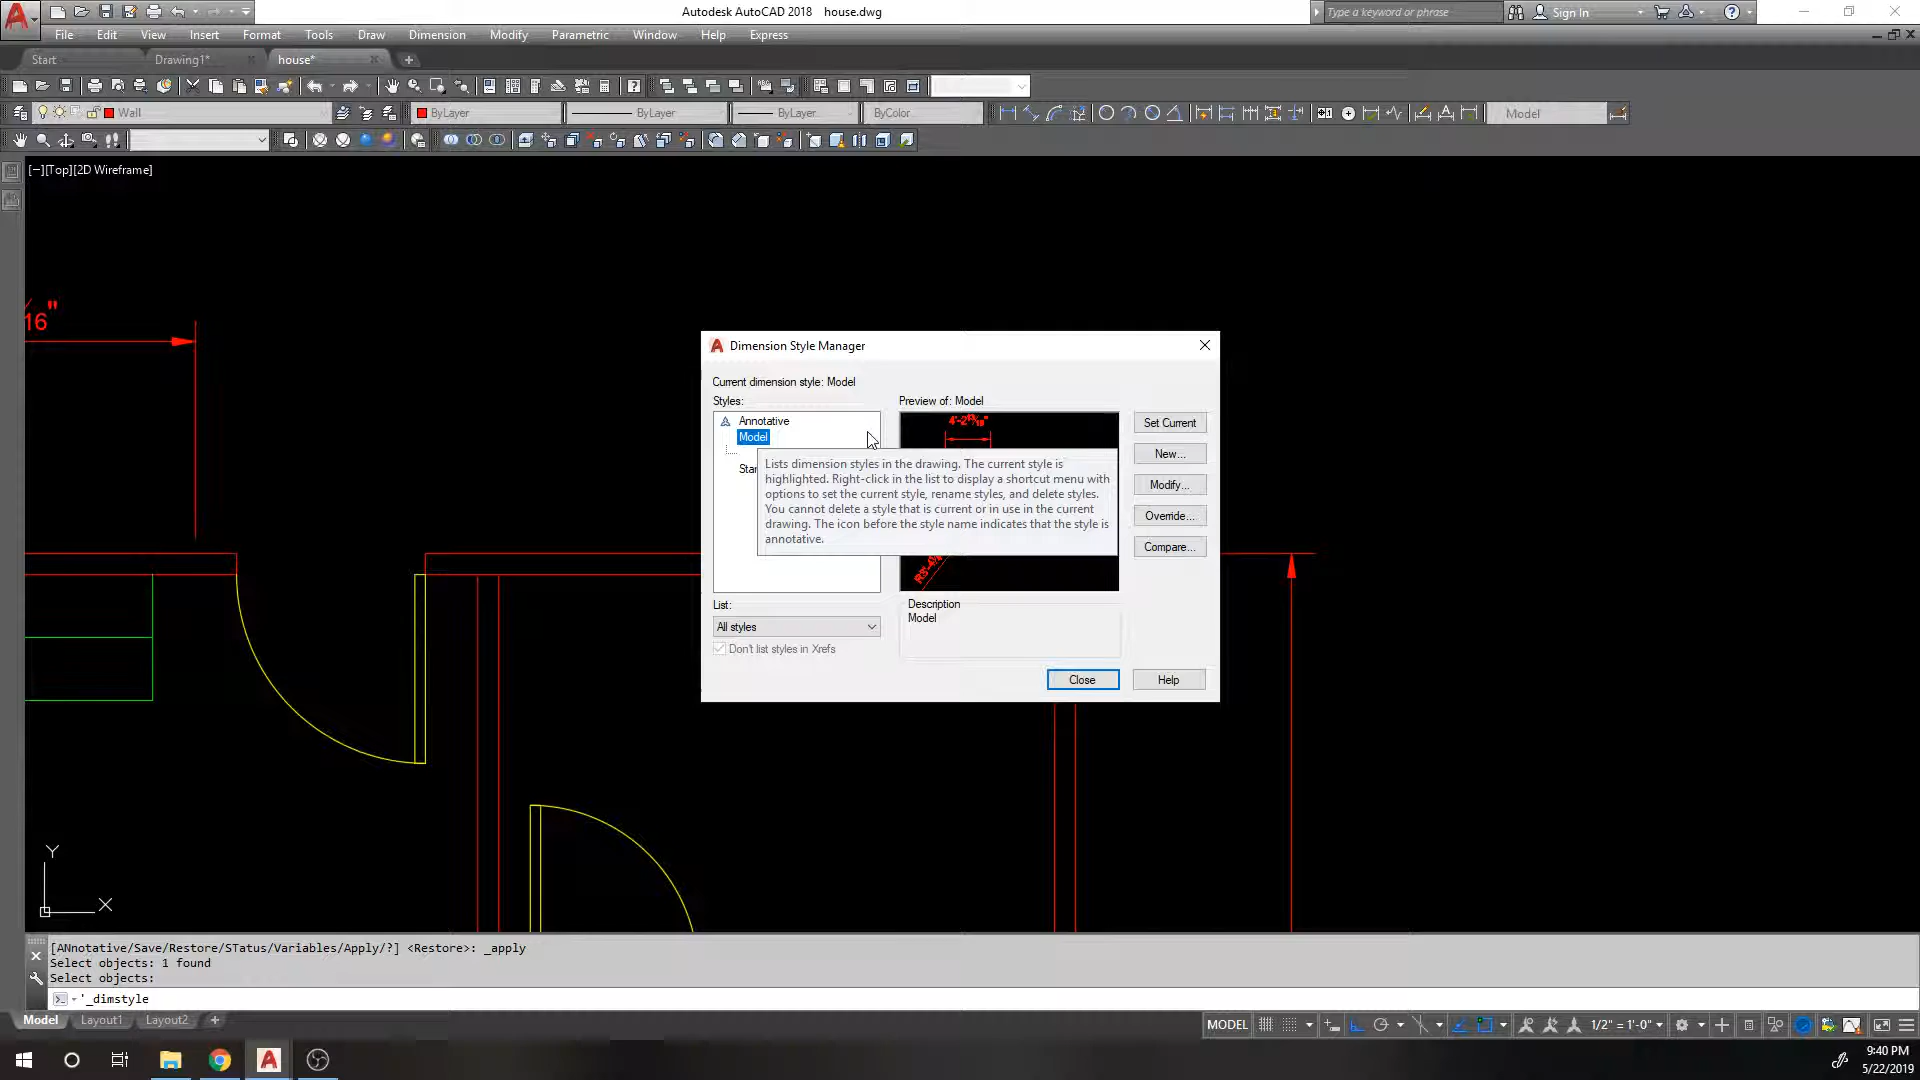 Autodesk AutoCAD 2018 house.dwg
Type a keyword or phrase
Sign In
File Edit View Insert Format Tools Draw Dimension Modify Parametric Window Help Express
Start Drawing1* house*
Wall ByLayer ByLayer ByLayer ByColor Model
[−][Top][2D Wireframe]
16"
Dimension Style Manager
Current dimension style: Model
Styles: Preview of: Model
Annotative
Model
Star
Lists dimension styles in the drawing. The current style is
highlighted. Right-click in the list to display a shortcut menu with
options to set the current style, rename styles, and delete styles.
You cannot delete a style that is current or in use in the current
drawing. The icon before the style name indicates that the style is
annotative.
Set Current
New...
Modify...
Override...
Compare...
List:
All styles
Don't list styles in Xrefs
Description
Model
Close Help
Y
X
[ANnotative/Save/Restore/STatus/Variables/Apply/?] <Restore>: _apply
Select objects: 1 found
Select objects:
'_dimstyle
Model Layout1 Layout2
MODEL 1/2" = 1'-0"
9:40 PM
5/22/2019